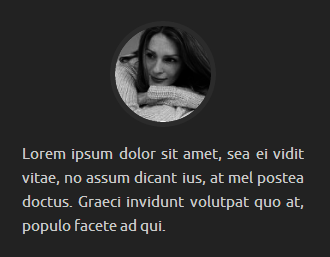 Lorem ipsum dolor sit amet, sea ei vidit
vitae, no assum dicant ius, at mel postea
doctus. Graeci invidunt volutpat quo at,
populo facete ad qui.